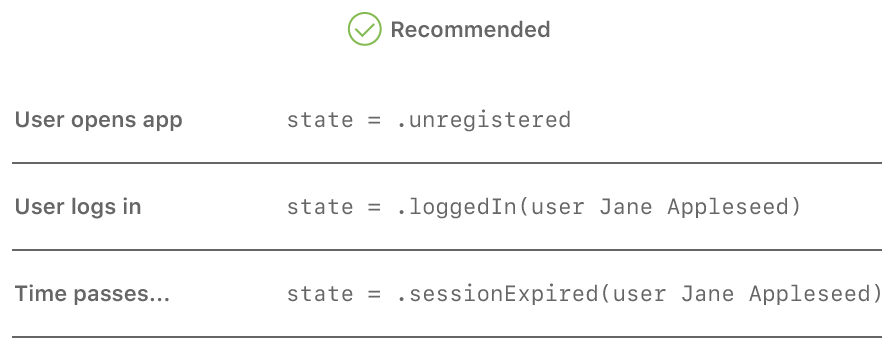 Recommended
User opens app state = .unregistered
User logs in state = .loggedIn(user Jane Appleseed)
Time passes... state = .sessionExpired(user Jane Appleseed)